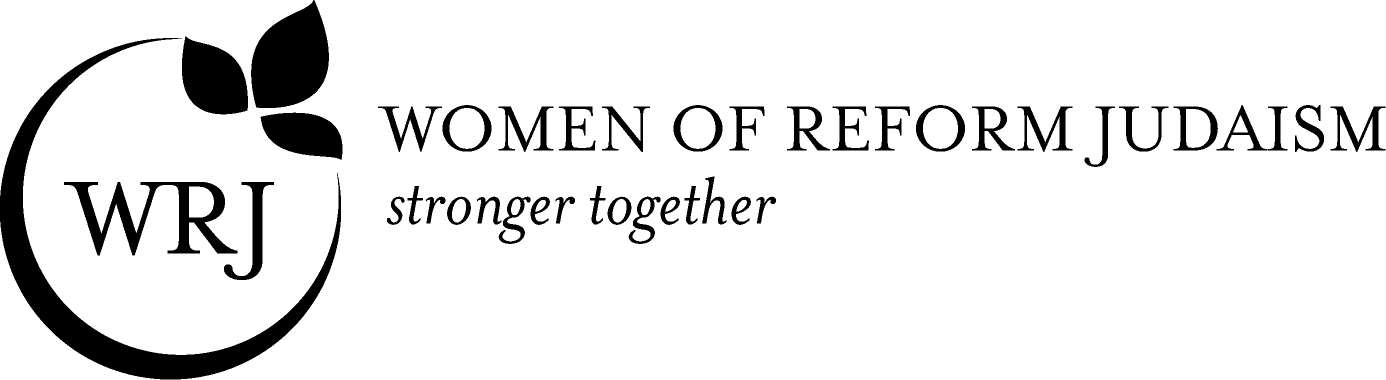 WRJ
WOMEN OF REFORM JUDAISM
stronger together